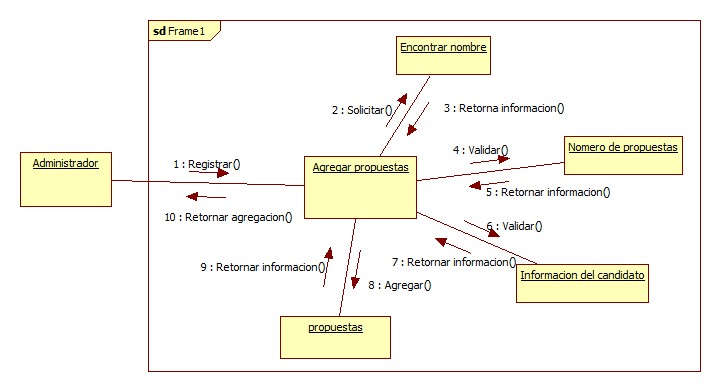 sd Frame1
Encontrar nombre
2 : Solicitar()
3 : Retorna informacion()
Administrador
1 : Registrar()
Agregar propuestas
4 : Validar()
Nomero de propuestas
5 : Retornar informacion()
10 : Retornar agregacion()
6 : Validar()
7 : Retornar informacion()
9 : Retornar informacion()
Informacion del candidato
8 : Agregar()
propuestas